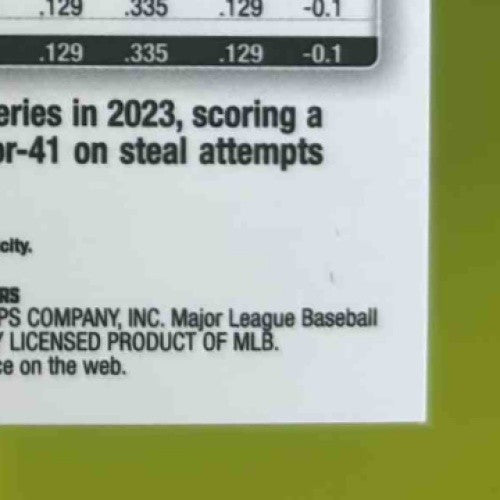 .129 .335 .129 -0.1
.129 .335 .129 -0.1
eries in 2023, scoring a
or-41 on steal attempts
city.
RS
PS COMPANY, INC. Major League Baseball
Y LICENSED PRODUCT OF MLB.
ce on the web.